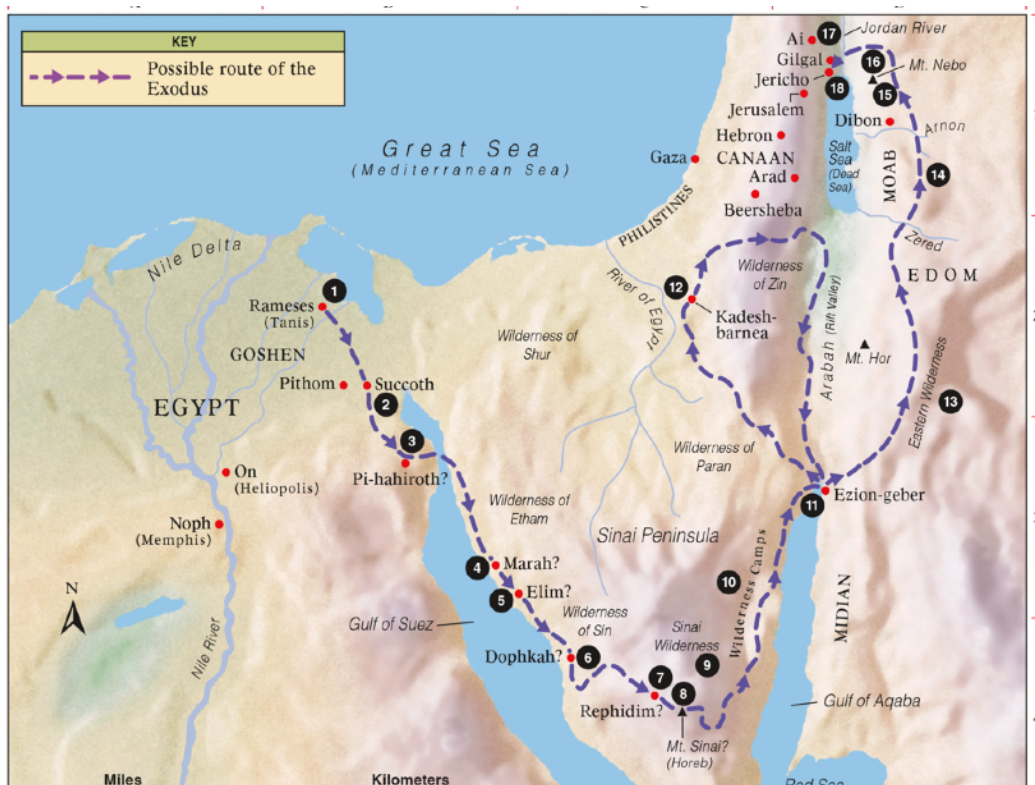 KEY
Possible route of the
Exodus
Great Sea
(Mediterranean Sea)
Nile Delta
1
Rameses
(Tanis)
GOSHEN
Pithom
Succoth
2
EGYPT
3
Pi-hahiroth?
On
(Heliopolis)
Noph
(Memphis)
N
Nile River
Miles
Kilometers
Gulf of Suez
Wilderness of
Shur
Wilderness of
Etham
4
Marah?
5
Elim?
Wilderness
of Sin
Dophkah?
6
7
Rephidim?
8
Mt. Sinai?
(Horeb)
9
Sinai
Wilderness
10
Wilderness Camps
Sinai Peninsula
Wilderness of
Paran
11
Ezion-geber
Gulf of Aqaba
MIDIAN
Red Sea
River of Egypt
12
Kadesh-
barnea
Wilderness
of Zin
Arabah (Rift Valley)
Mt. Hor
13
Eastern Wilderness
EDOM
Zered
14
MOAB
Arnon
Dibon
15
16
Mt. Nebo
Jordan River
17
Ai
Gilgal
Jericho
18
Jerusalem
Hebron
CANAAN
Gaza
Arad
Beersheba
PHILISTINES
Salt
Sea
(Dead
Sea)